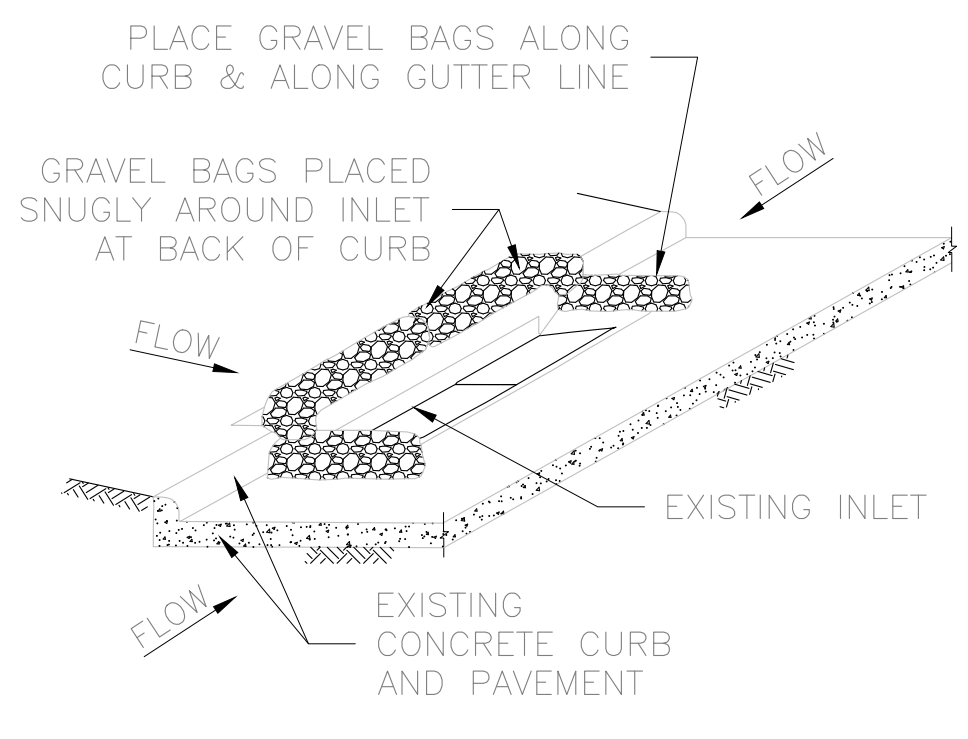 PLACE GRAVEL BAGS ALONG
CURB & ALONG GUTTER LINE
FLOW
GRAVEL BAGS PLACED
SNUGLY AROUND INLET
AT BACK OF CURB
FLOW
EXISTING INLET
FLOW
EXISTING
CONCRETE CURB
AND PAVEMENT